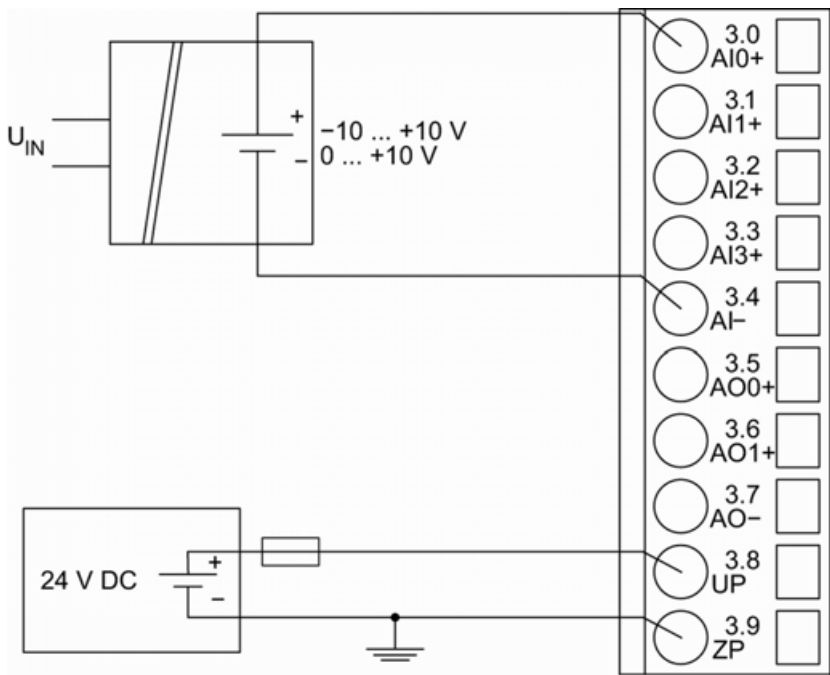 3.0
AI0+
3.1
AI1+
3.2
AI2+
3.3
AI3+
3.4
AI−
3.5
AO0+
3.6
AO1+
3.7
AO−
3.8
UP
3.9
ZP
UIN
+
−10 ... +10 V
− 0 ... +10 V
24 V DC
+
−